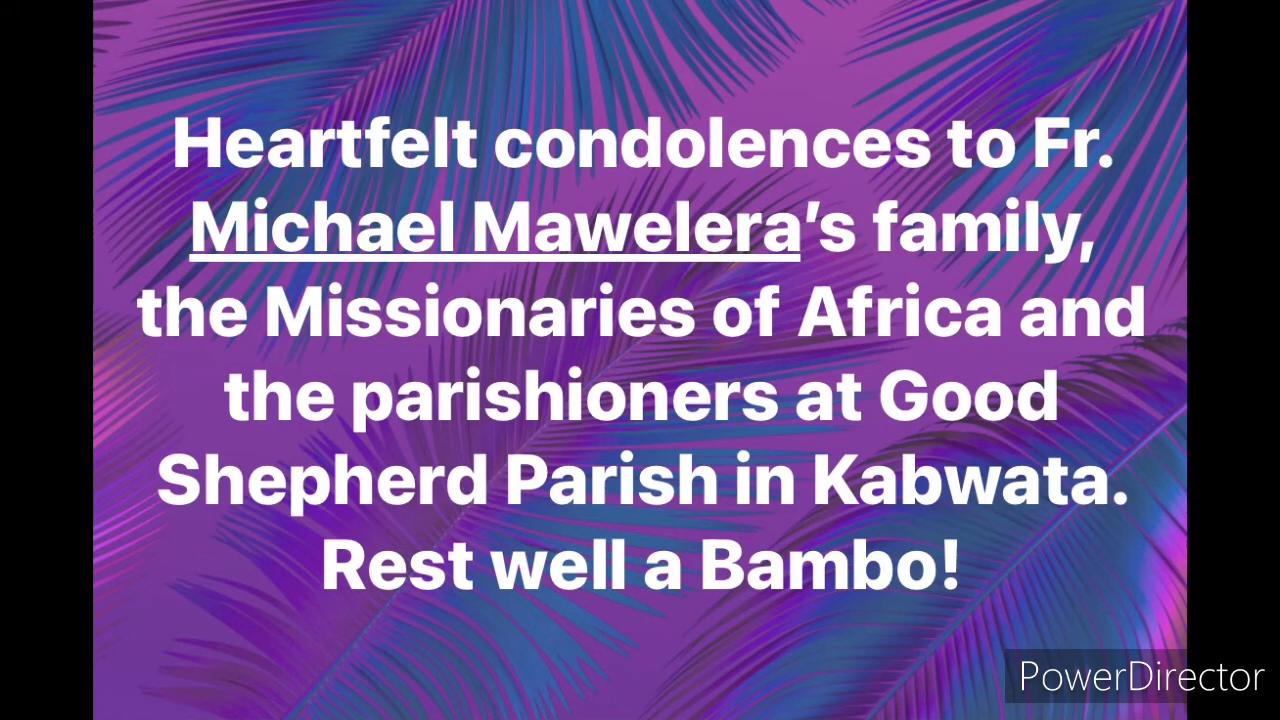 Heartfelt condolences to Fr.
Michael Mawelera’s family,
the Missionaries of Africa and
the parishioners at Good
Shepherd Parish in Kabwata.
Rest well a Bambo!
PowerDirector